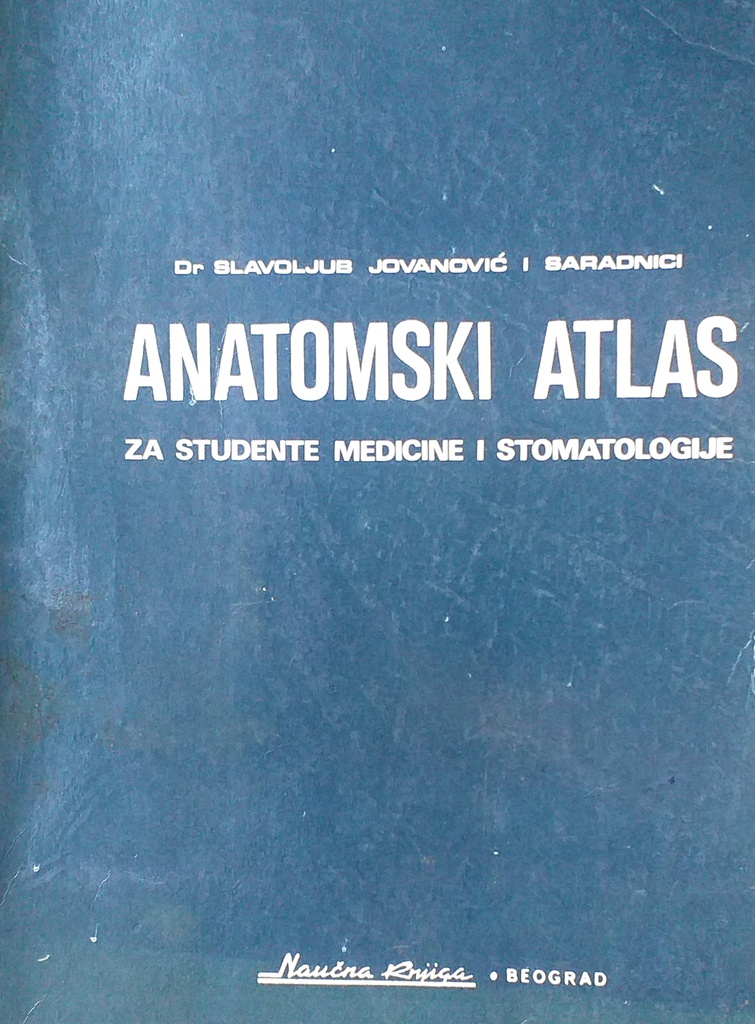 Dr SLAVOLJUB JOVANOVIĆ I SARADNICI
ANATOMSKI ATLAS
ZA STUDENTE MEDICINE I STOMATOLOGIJE
Naučna Knjiga • BEOGRAD